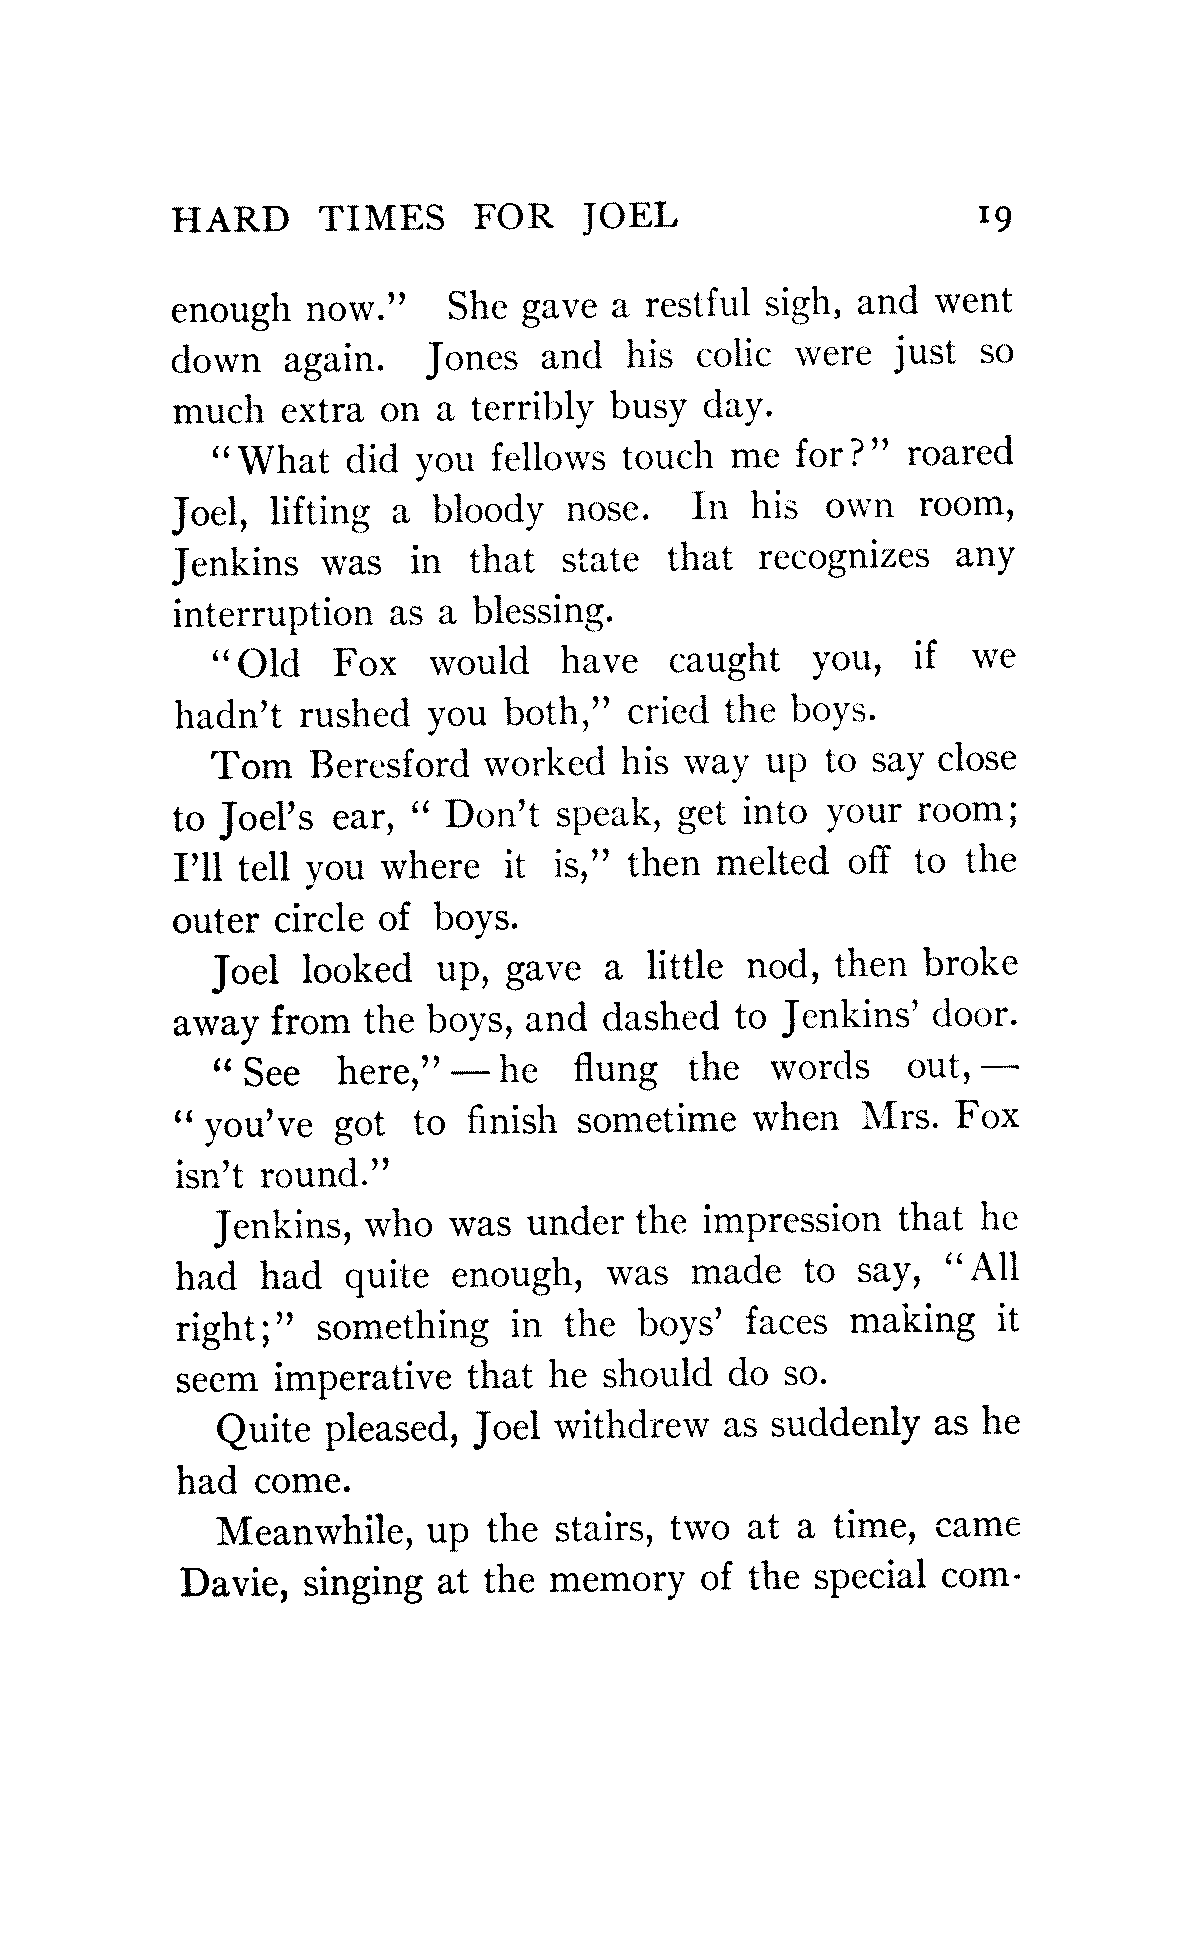 HARD TIMES FOR JOEL 19
enough now." She gave a restful sigh, and went
down again. Jones and his colic were just so
much extra on a terribly busy day.
"What did you fellows touch me for?" roared
Joel, lifting a bloody nose. In his own room,
Jenkins was in that state that recognizes any
interruption as a blessing.
"Old Fox would have caught you, if we
hadn't rushed you both," cried the boys.
Tom Beresford worked his way up to say close
to Joel's ear, " Don't speak, get into your room;
I'll tell you where it is," then melted off to the
outer circle of boys.
Joel looked up, gave a little nod, then broke
away from the boys, and dashed to Jenkins' door.
" See here," — he flung the words out, —
" you've got to finish sometime when Mrs. Fox
isn't round."
Jenkins, who was under the impression that he
had had quite enough, was made to say, "All
right;" something in the boys' faces making it
seem imperative that he should do so.
Quite pleased, Joel withdrew as suddenly as he
had come.
Meanwhile, up the stairs, two at a time, came
Davie, singing at the memory of the special com-